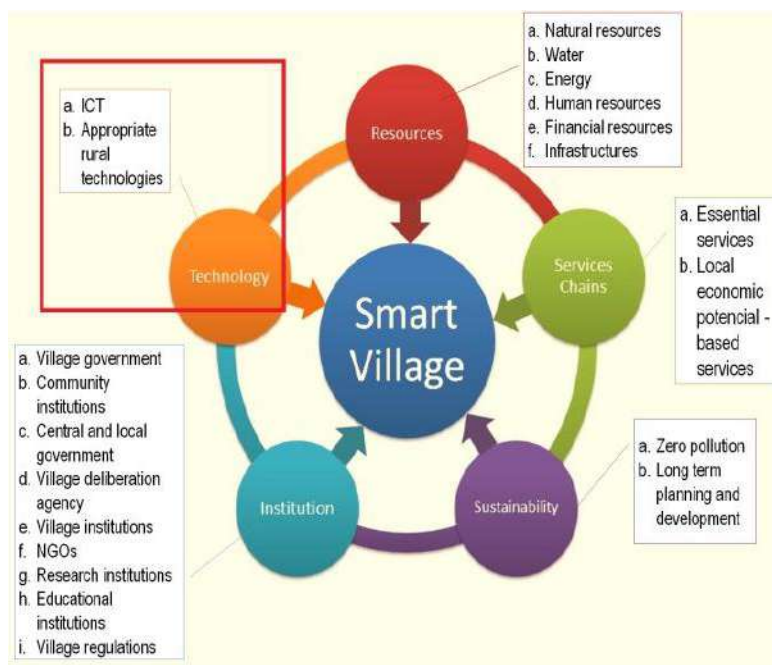 a. Natural resources
b. Water
c. Energy
d. Human resources
e. Financial resources
f. Infrastructures
Resources
a. ICT
b. Appropriate
rural
technologies
Technology
a. Essential
services
b. Local
economic
potencial -
based
services
Services
Chains
Smart
Village
a. Village government
b. Community
institutions
c. Central and local
government
d. Village deliberation
agency
e. Village institutions
f. NGOs
g. Research institutions
h. Educational
institutions
i. Village regulations
Institution
a. Zero pollution
b. Long term
planning and
development
Sustainability